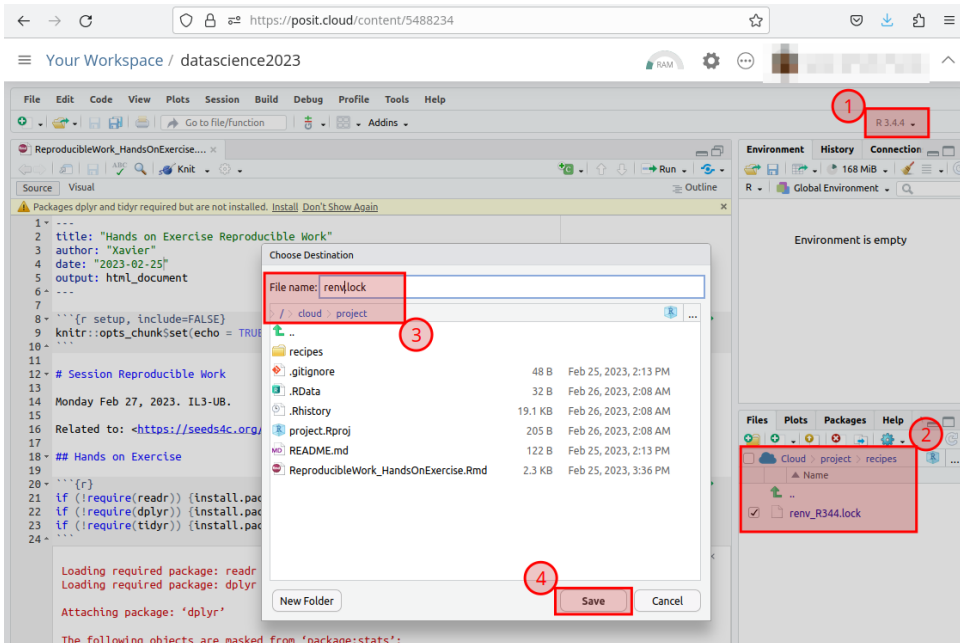 https://posit.cloud/content/5488234
Your Workspace / datascience2023
RAM
File Edit Code View Plots Session Build Debug Profile Tools Help
Go to file/function
Addins
1
R 3.4.4
ReproducibleWork_HandsOnExercise....
ABC
Knit
Run
Source Visual
Outline
Packages dplyr and tidyr required but are not installed. Install Don't Show Again
1 ---
2 title: "Hands on Exercise Reproducible Work"
3 author: "Xavier"
4 date: "2023-02-25"
5 output: html_document
6 ---
7
8 ```{r setup, include=FALSE}
9 knitr::opts_chunk$set(echo = TRUE
10 ```
11
12 # Session Reproducible Work
13
14 Monday Feb 27, 2023. IL3-UB.
15
16 Related to: <https://seeds4c.org/
17
18 ## Hands on Exercise
19
20 ```{r}
21 if (!require(readr)) {install.pac
22 if (!require(dplyr)) {install.pac
23 if (!require(tidyr)) {install.pac
24 ```
Loading required package: readr
Loading required package: dplyr
Attaching package: ‘dplyr’
The following objects are masked from ‘package:stats’:
Choose Destination
File name: renv.lock
/ > cloud > project
...
3
..
recipes
.gitignore 48 B Feb 25, 2023, 2:13 PM
.RData 32 B Feb 26, 2023, 2:08 AM
.Rhistory 19.1 KB Feb 26, 2023, 2:08 AM
project.Rproj 205 B Feb 26, 2023, 2:08 AM
README.md 122 B Feb 25, 2023, 2:13 PM
ReproducibleWork_HandsOnExercise.Rmd 2.3 KB Feb 25, 2023, 3:36 PM
4
New Folder
Save
Cancel
Environment History Connection
168 MiB
R Global Environment
Environment is empty
Files Plots Packages Help
2
Cloud > project > recipes
...
Name
..
renv_R344.lock